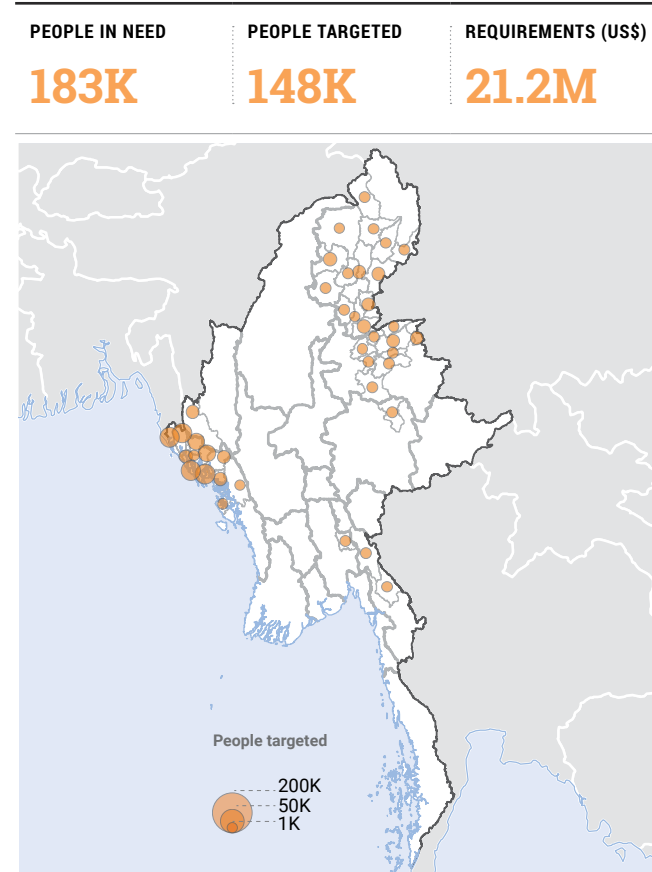 PEOPLE IN NEED
183K
PEOPLE TARGETED
148K
REQUIREMENTS (US$)
21.2M
People targeted
200K
50K
1K